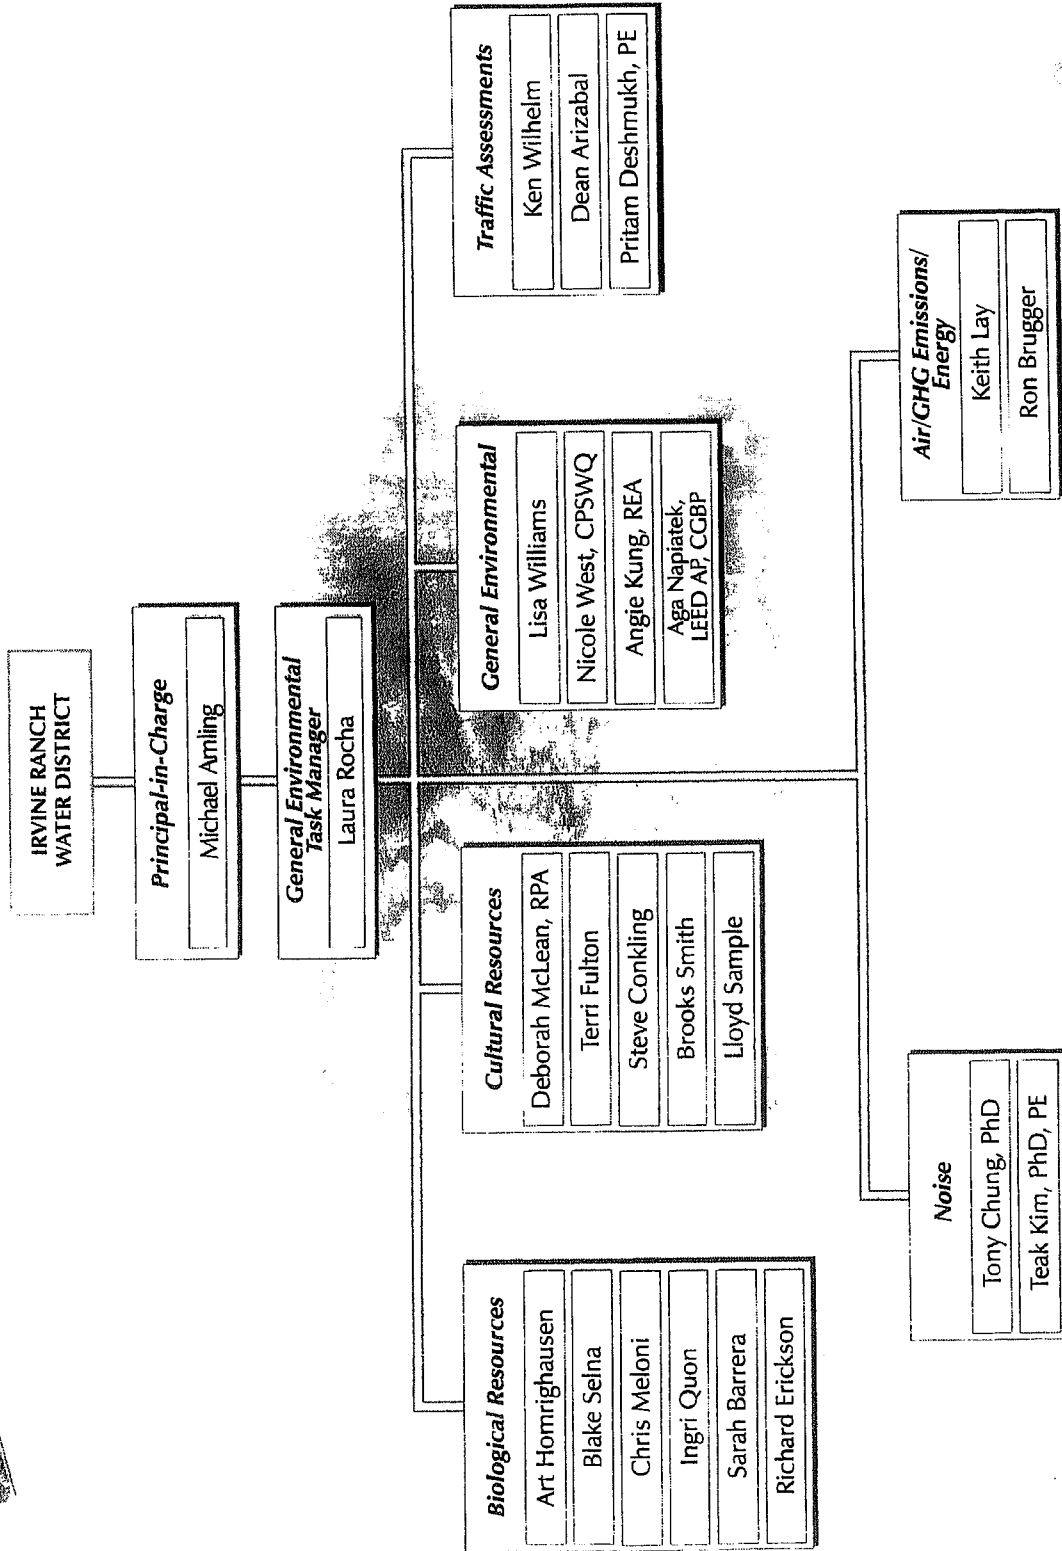 IRVINE RANCH
WATER DISTRICT
Principal-in-Charge
Michael Amling
General Environmental
Task Manager
Laura Rocha
Biological Resources
Art Homrighausen
Blake Selna
Chris Meloni
Ingri Quon
Sarah Barrera
Richard Erickson
Cultural Resources
Deborah McLean, RPA
Terri Fulton
Steve Conkling
Brooks Smith
Lloyd Sample
General Environmental
Lisa Williams
Nicole West, CPSWQ
Angie Kung, REA
Aga Napiatek,
LEED AP, CGBP
Traffic Assessments
Ken Wilhelm
Dean Arizabal
Pritam Deshmukh, PE
Noise
Tony Chung, PhD
Teak Kim, PhD, PE
Air/GHG Emissions/
Energy
Keith Lay
Ron Brugger